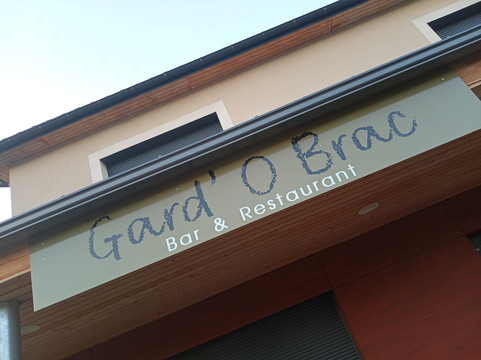 Gard' O Brac
Bar & Restaurant